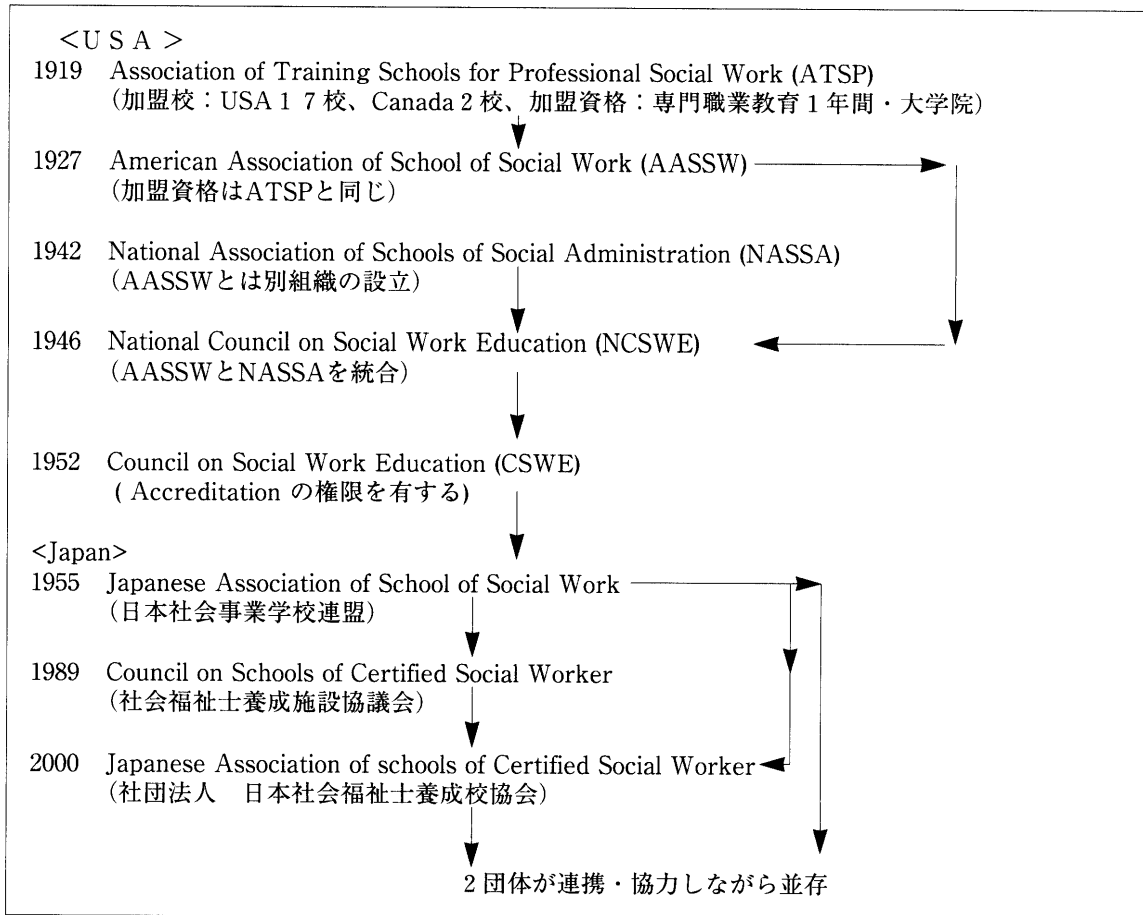 <U S A >
1919 Association of Training Schools for Professional Social Work (ATSP)
(加盟校：USA１７校、Canada２校、加盟資格：専門職業教育１年間・大学院)
1927 American Association of School of Social Work (AASSW)
(加盟資格はATSPと同じ)
1942 National Association of Schools of Social Administration (NASSA)
(AASSWとは別組織の設立)
1946 National Council on Social Work Education (NCSWE)
(AASSWとNASSAを統合)
1952 Council on Social Work Education (CSWE)
( Accreditation の権限を有する)
<Japan>
1955 Japanese Association of School of Social Work
(日本社会事業学校連盟)
1989 Council on Schools of Certified Social Worker
(社会福祉士養成施設協議会)
2000 Japanese Association of schools of Certified Social Worker
(社団法人　日本社会福祉士養成校協会)
２団体が連携・協力しながら並存